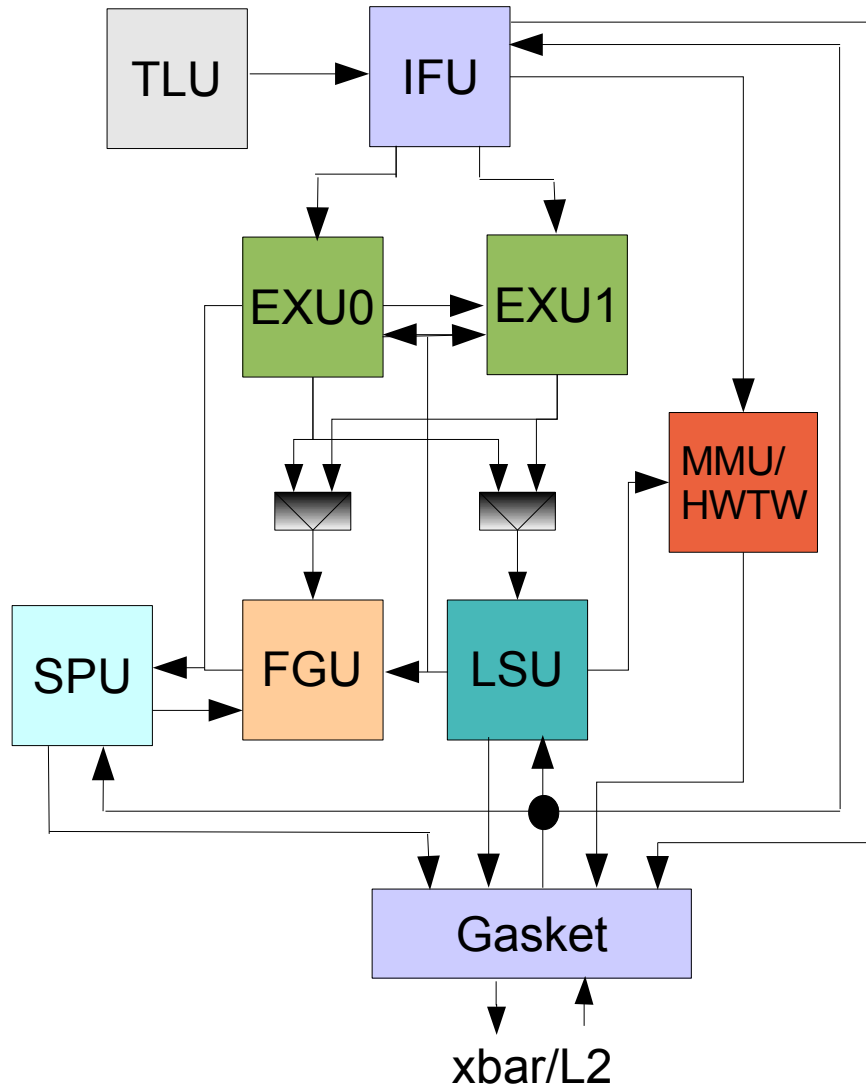 TLU
IFU
EXU0
EXU1
MMU/
HWTW
SPU
FGU
LSU
Gasket
xbar/L2